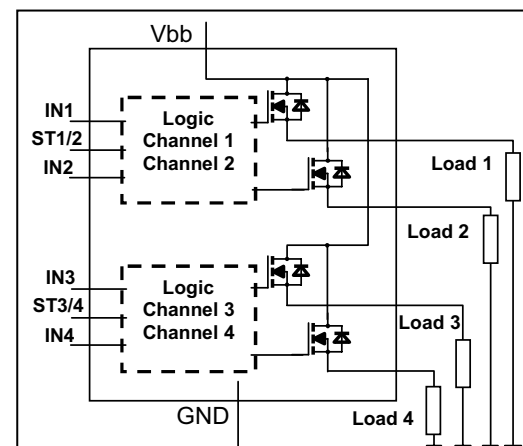 Vbb
IN1
ST1/2
IN2
Logic
Channel 1
Channel 2
Load 1
Load 2
IN3
ST3/4
IN4
Logic
Channel 3
Channel 4
Load 3
Load 4
GND